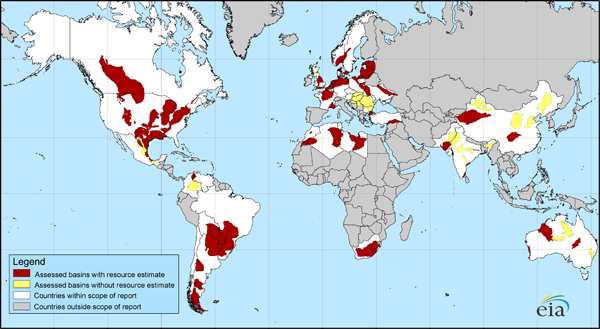 Legend
Assessed basins with resource estimate
Assessed basins without resource estimate
Countries within scope of report
Countries outside scope of report
eia